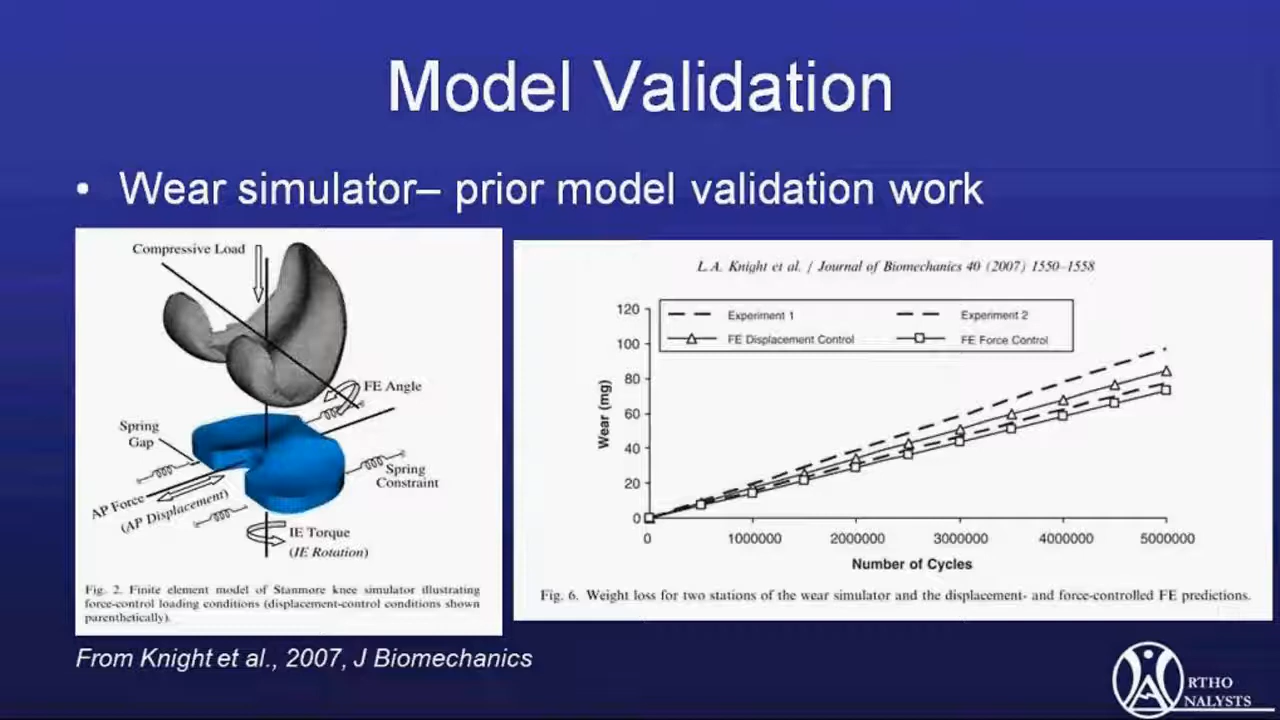 Model Validation
• Wear simulator– prior model validation work
Compressive Load
FE Angle
Spring
Gap
Spring
Constraint
AP Force
(AP Displacement)
IE Torque
(IE Rotation)
Fig. 2. Finite element model of Stanmore knee simulator illustrating
force-control loading conditions (displacement-control conditions shown
parenthetically).
L.A. Knight et al. / Journal of Biomechanics 40 (2007) 1550–1558
Experiment 1
Experiment 2
FE Displacement Control
FE Force Control
Wear (mg)
120
100
80
60
40
20
0
0 1000000 2000000 3000000 4000000 5000000
Number of Cycles
Fig. 6. Weight loss for two stations of the wear simulator and the displacement- and force-controlled FE predictions.
From Knight et al., 2007, J Biomechanics
ORTHO
ANALYSTS